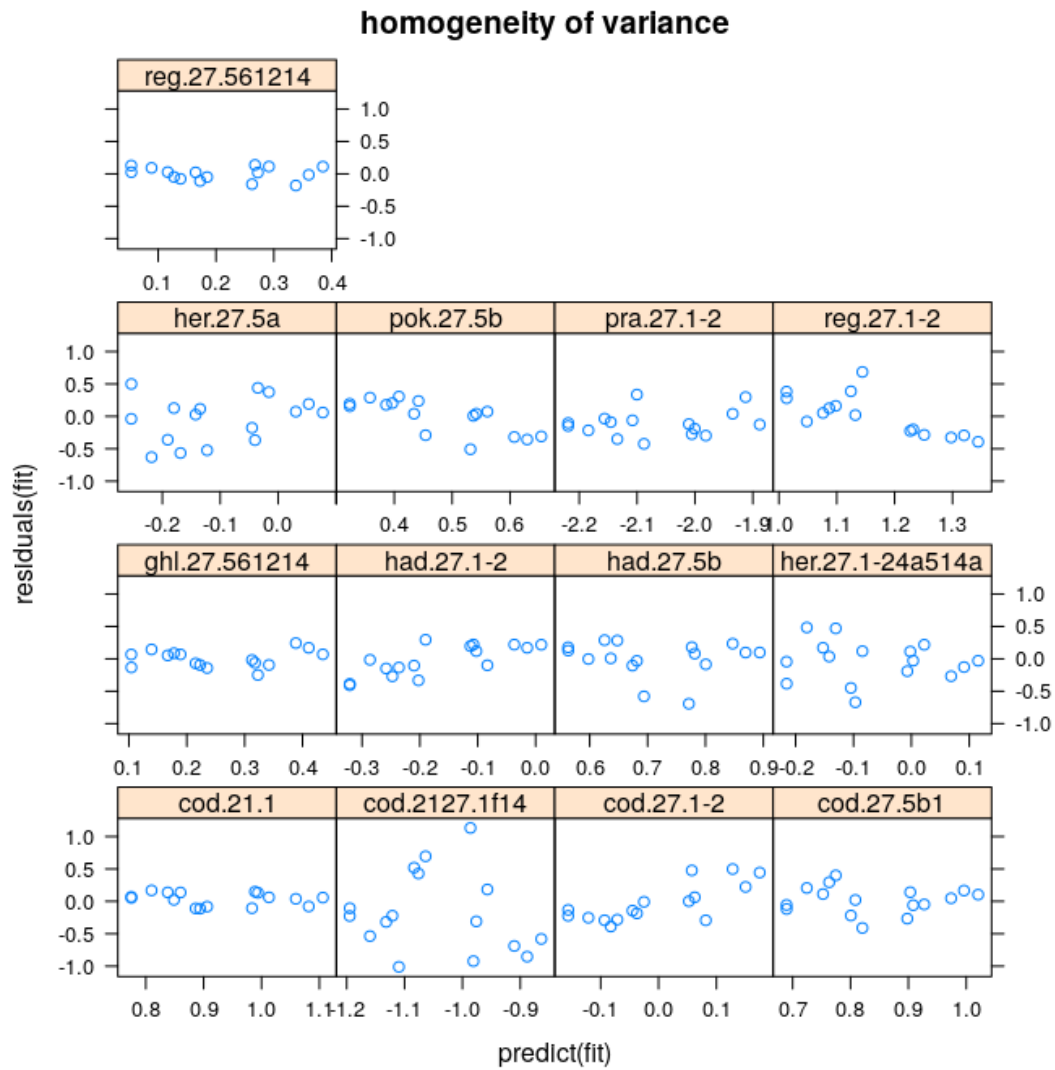 homogeneity of variance
reg.27.561214
1.0
0.5
0.0
-0.5
-1.0
0.1 0.2 0.3 0.4
her.27.5a pok.27.5b pra.27.1-2 reg.27.1-2
1.0
0.5
0.0
-0.5
-1.0
-0.2 -0.1 0.0 0.4 0.5 0.6 -2.2 -2.1 -2.0 -1.9 1.0 1.1 1.2 1.3
residuals(fit)
ghl.27.561214 had.27.1-2 had.27.5b her.27.1-24a514a
1.0
0.5
0.0
-0.5
-1.0
0.1 0.2 0.3 0.4 -0.3 -0.2 -0.1 0.0 0.6 0.7 0.8 0.9 -0.2 -0.1 0.0 0.1
cod.21.1 cod.2127.1f14 cod.27.1-2 cod.27.5b1
1.0
0.5
0.0
-0.5
-1.0
0.8 0.9 1.0 1.1 -1.2 -1.1 -1.0 -0.9 -0.1 0.0 0.1 0.7 0.8 0.9 1.0
predict(fit)